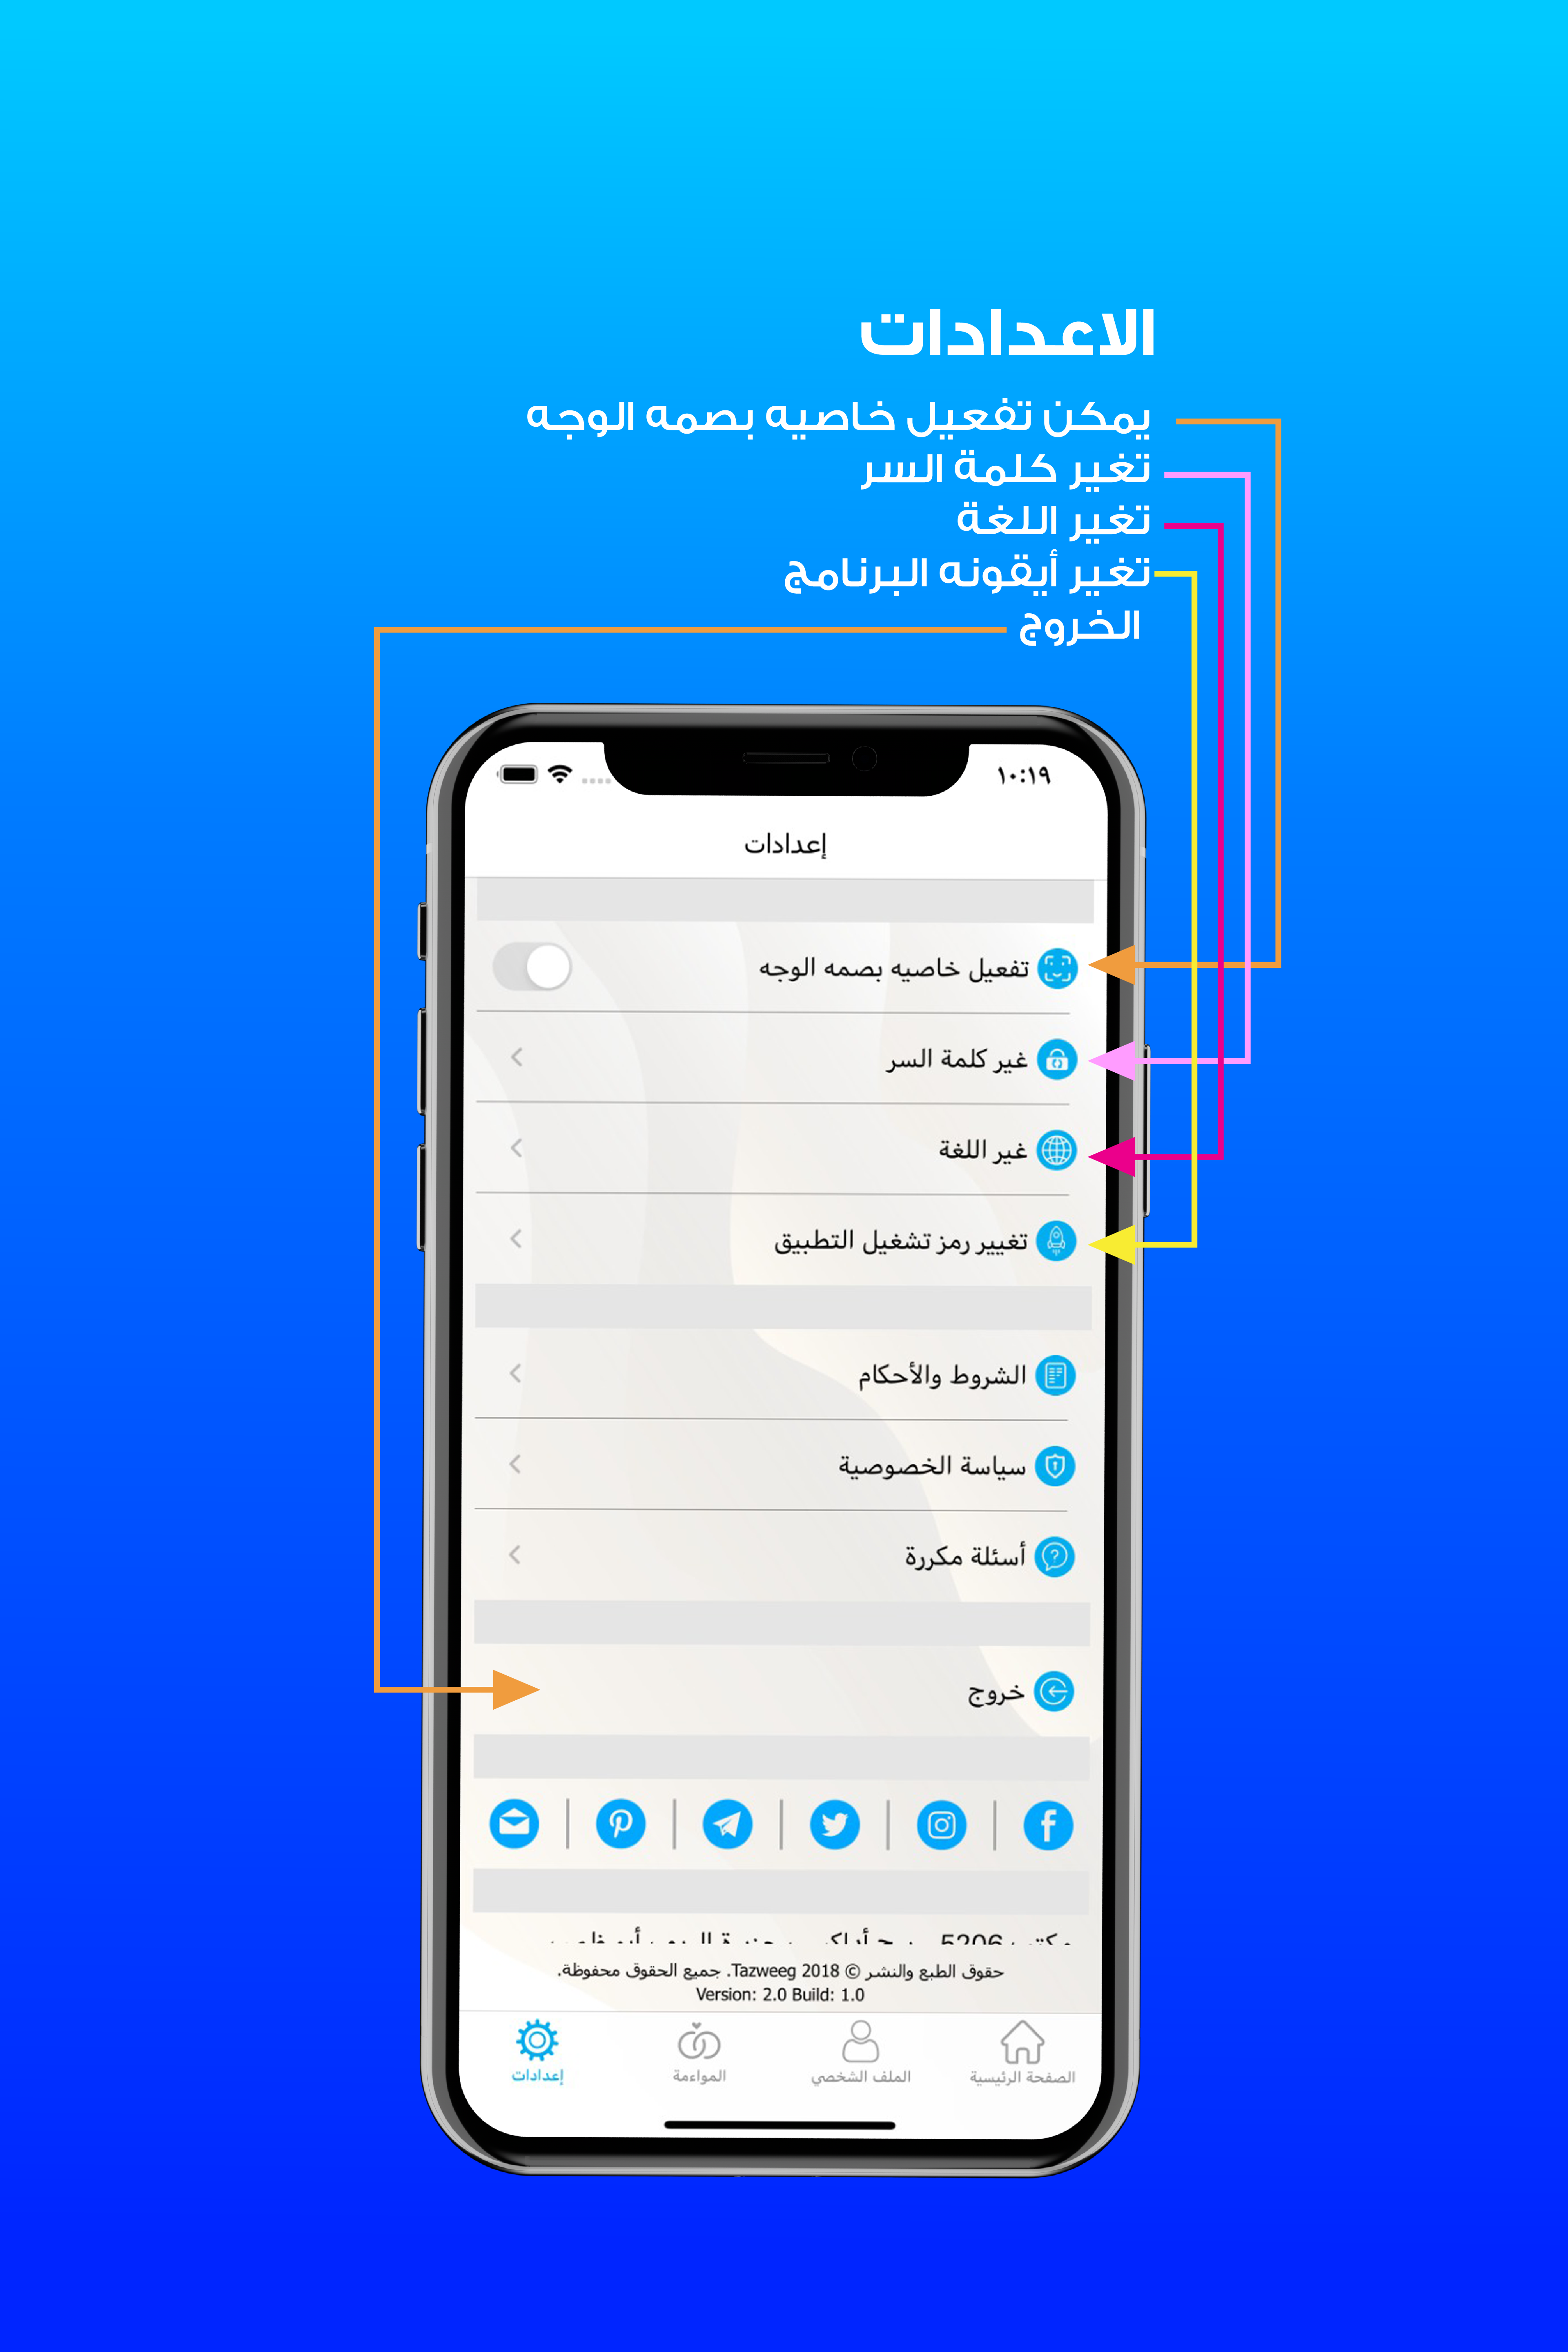 الاعدادات
يمكن تفعيل خاصيه بصمه الوجه
تغير كلمة السر
تغير اللغة
تغير أيقونه البرنامج
الخروج
١٠:١٩
إعدادات
تفعيل خاصيه بصمه الوجه
غير كلمة السر
غير اللغة
تغيير رمز تشغيل التطبيق
الشروط والأحكام
سياسة الخصوصية
أسئلة مكررة
خروج
مكتب 5206
حقوق الطبع والنشر © 2018 Tazweeg. جميع الحقوق محفوظة.
Version: 2.0 Build: 1.0
الصفحة الرئيسية
الملف الشخصي
المواءمة
إعدادات